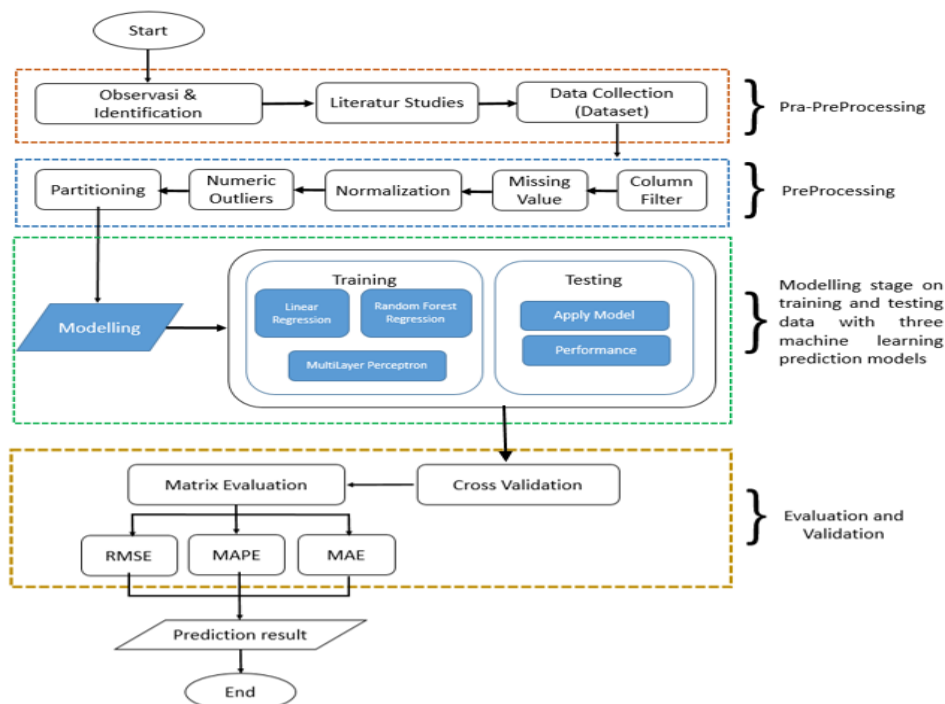 Start
Observasi &
Identification
Literatur Studies
Data Collection
(Dataset)
Pra-PreProcessing
Partitioning
Numeric
Outliers
Normalization
Missing
Value
Column
Filter
PreProcessing
Modelling
Training
Linear
Regression
Random Forest
Regression
MultiLayer Perceptron
Testing
Apply Model
Performance
Modelling stage on
training and testing
data with three
machine learning
prediction models
Matrix Evaluation
Cross Validation
RMSE
MAPE
MAE
Evaluation and
Validation
Prediction result
End